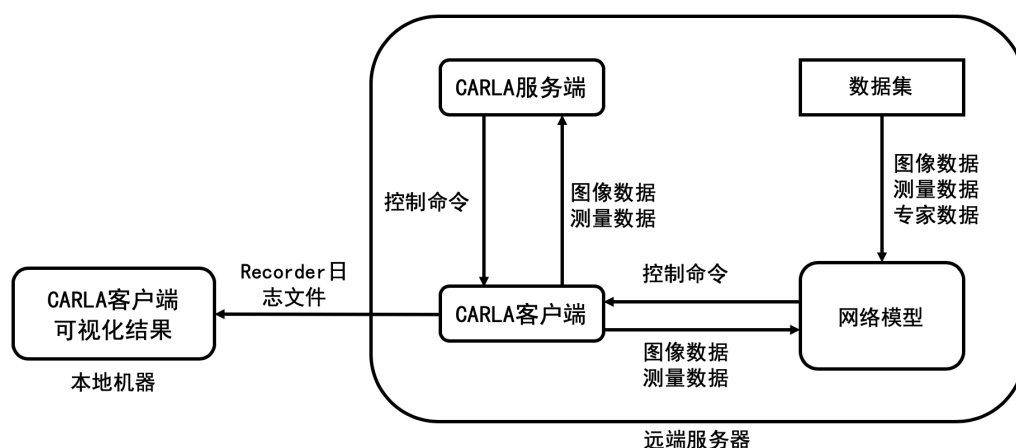 CARLA服务端
数据集
控制命令
图像数据
测量数据
图像数据
测量数据
专家数据
Recorder日
志文件
控制命令
CARLA客户端
可视化结果
CARLA客户端
网络模型
图像数据
测量数据
本地机器
远端服务器